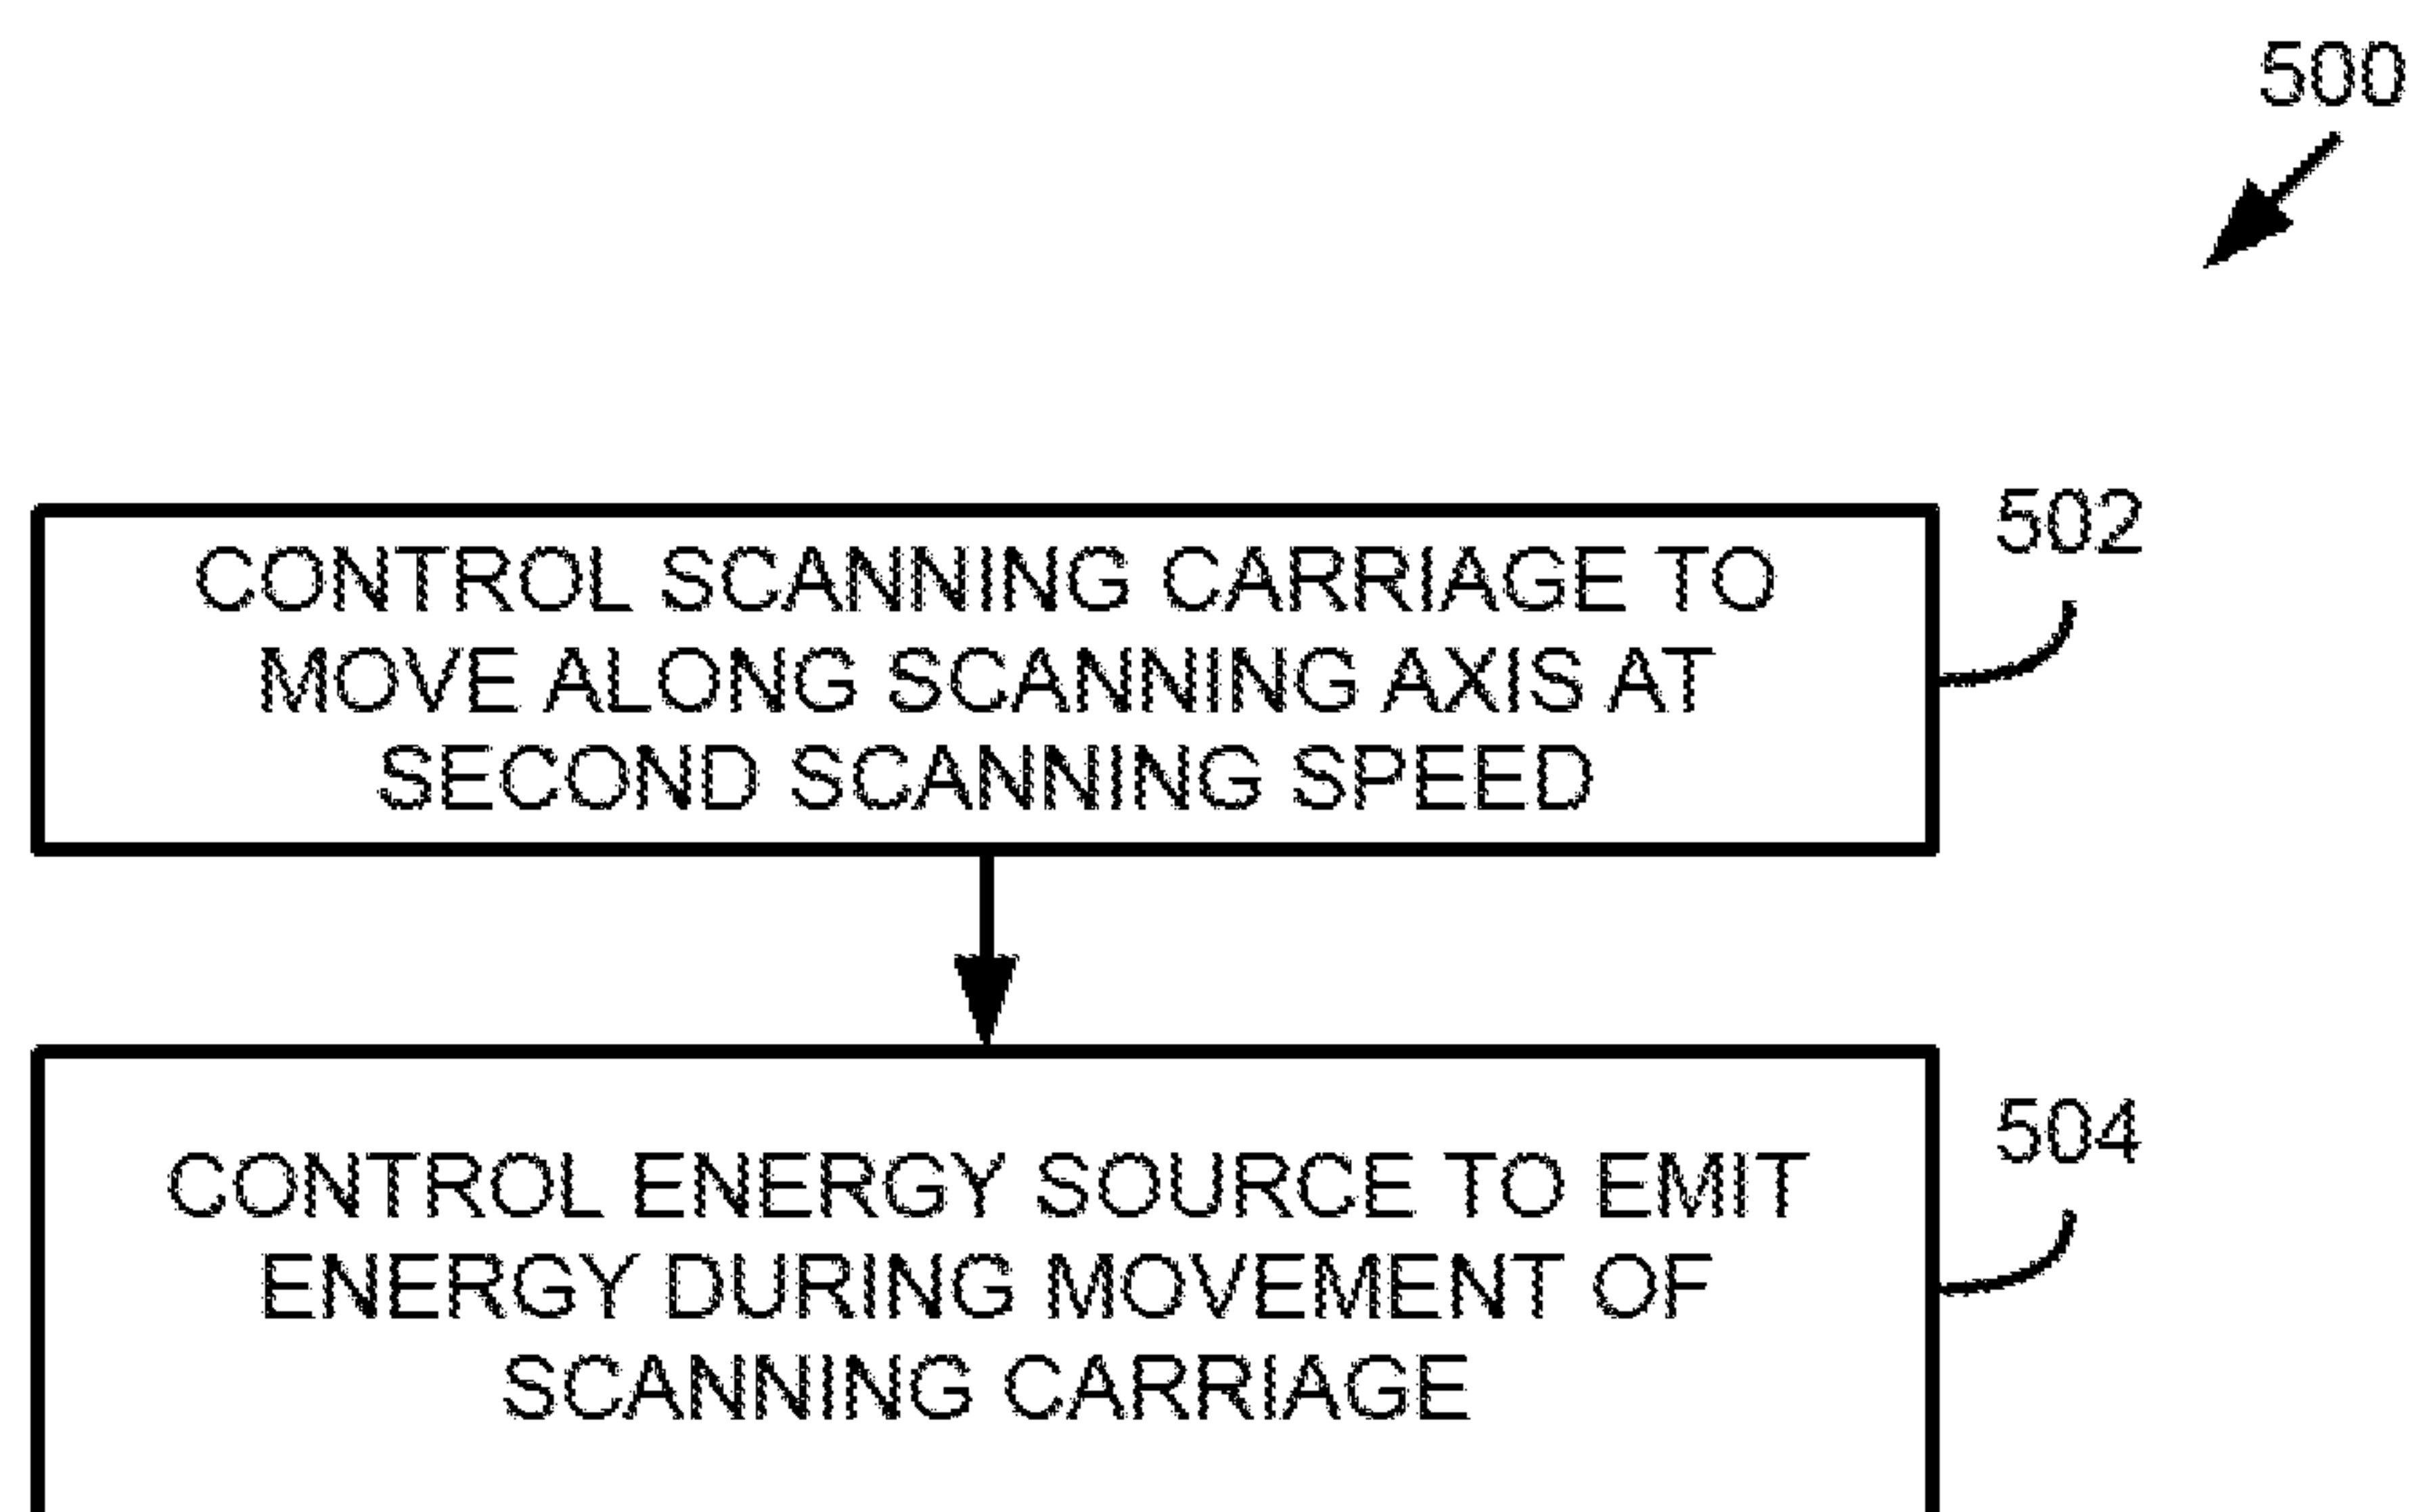 500
502
CONTROL SCANNING CARRIAGE TO
MOVE ALONG SCANNING AXIS AT
SECOND SCANNING SPEED
504
CONTROL ENERGY SOURCE TO EMIT
ENERGY DURING MOVEMENT OF
SCANNING CARRIAGE